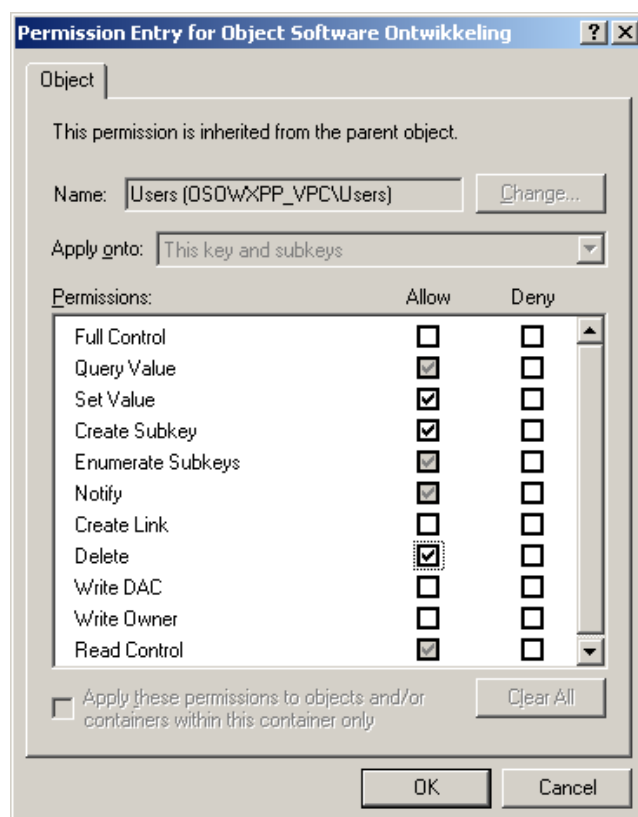 Permission Entry for Object Software Ontwikkeling
Object
This permission is inherited from the parent object.
Name: Users (OSOWXPP_VPC\Users) Change...
Apply onto: This key and subkeys
Permissions: Allow Deny
Full Control
Query Value
Set Value
Create Subkey
Enumerate Subkeys
Notify
Create Link
Delete
Write DAC
Write Owner
Read Control
Apply these permissions to objects and/or
containers within this container only
Clear All
OK Cancel